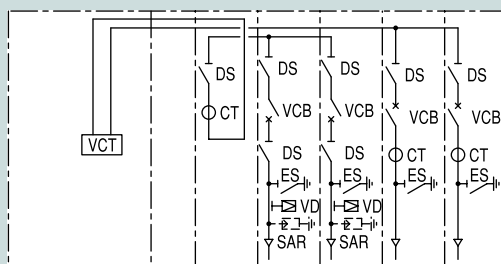 DS DS DS DS DS
CT VCB VCB VCB VCB
VCT
DS DS CT CT
ES ES ES ES
VD VD
SAR SAR